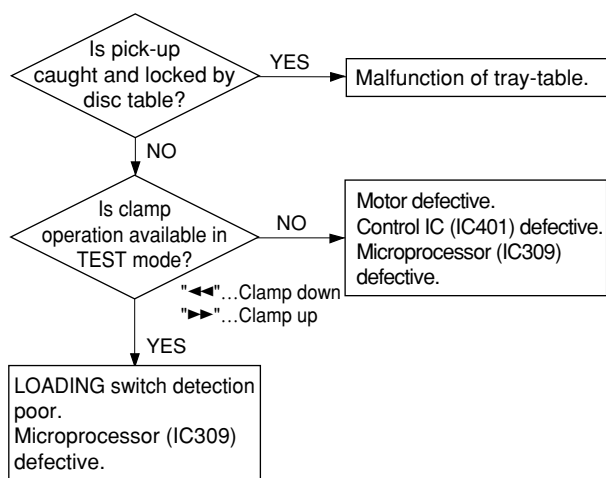 Is pick-up
caught and locked by
disc table?
YES
Malfunction of tray-table.
NO
Is clamp
operation available in
TEST mode?
NO
Motor defective.
Control IC (IC401) defective.
Microprocessor (IC309)
defective.
"◄◄"...Clamp down
"►►"...Clamp up
YES
LOADING switch detection
poor.
Microprocessor (IC309)
defective.